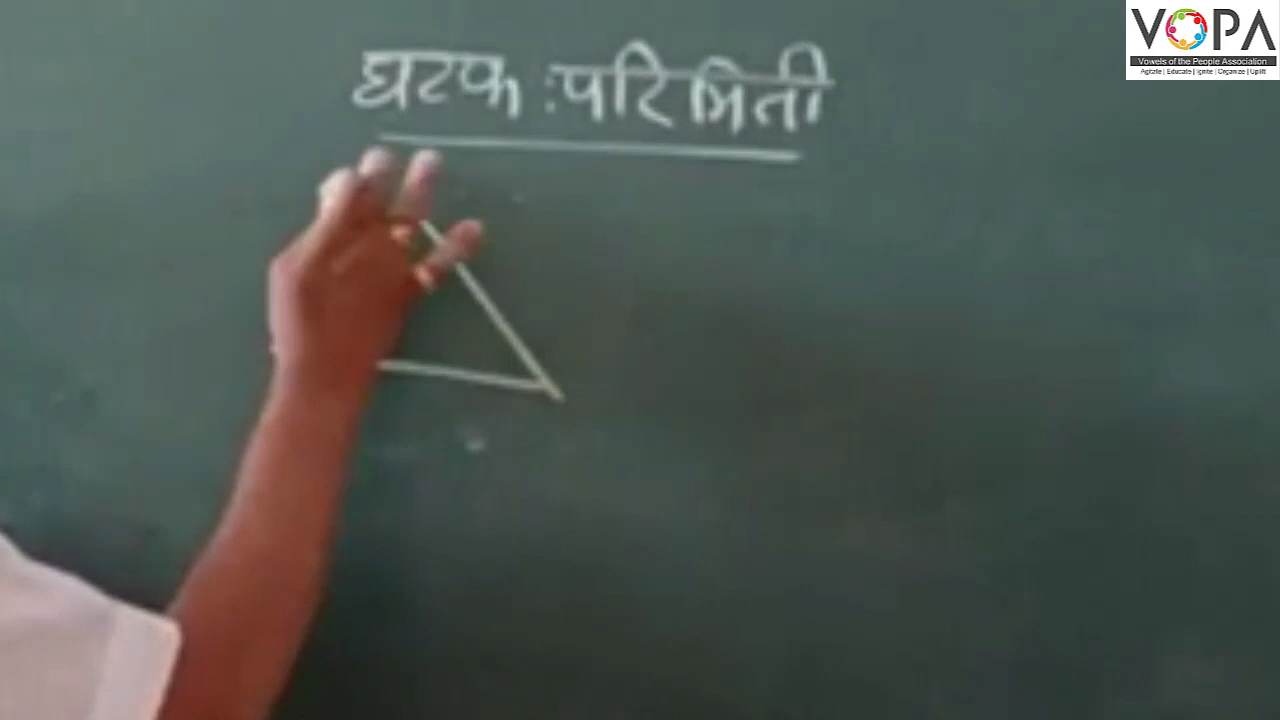 घटक :परिमिती
VOPA
Vowels of the People Association
Agitate | Educate | Ignite | Organize | Uplift